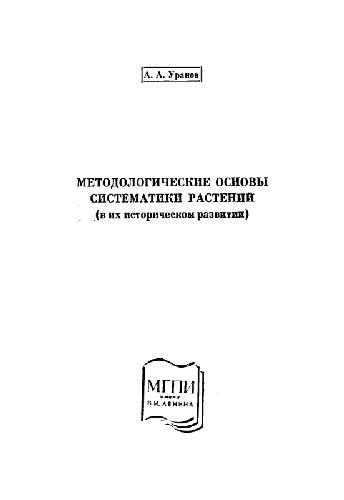 А. А. Уранов
МЕТОДОЛОГИЧЕСКИЕ ОСНОВЫ
СИСТЕМАТИКИ РАСТЕНИЙ
(в их историческом развитии)
МГПИ
имени
В.И.ЛЕНИНА